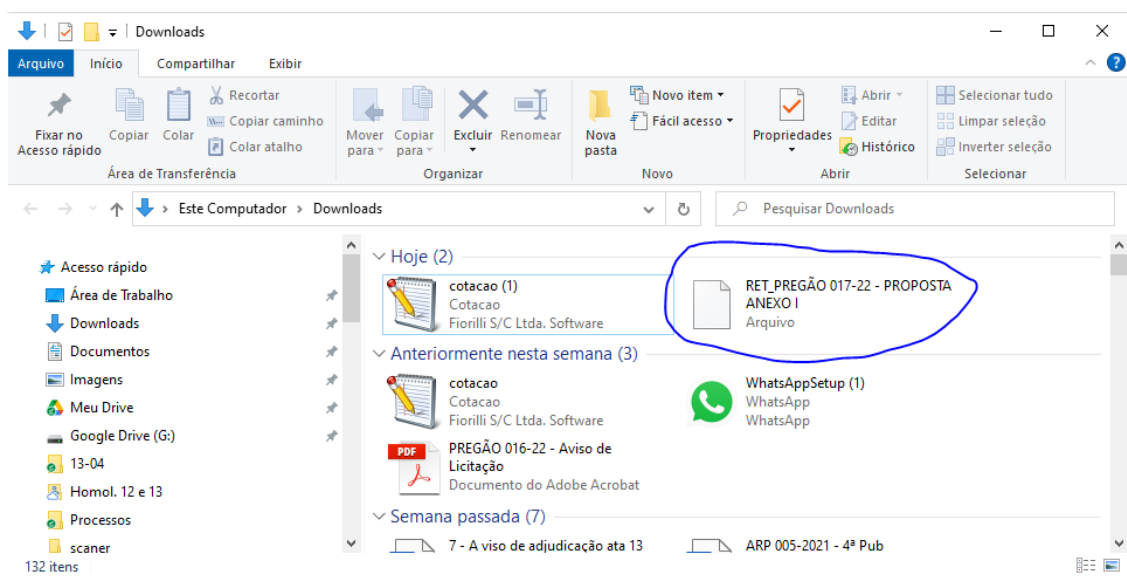 Downloads
Arquivo Início Compartilhar Exibir
Fixar no
Acesso rápido
Copiar
Colar
Recortar
Copiar caminho
Colar atalho
Área de Transferência
Mover
para
Copiar
para
Excluir
Renomear
Organizar
Nova
pasta
Novo item
Fácil acesso
Novo
Propriedades
Abrir
Editar
Histórico
Abrir
Selecionar tudo
Limpar seleção
Inverter seleção
Selecionar
Este Computador > Downloads
Pesquisar Downloads
Acesso rápido
Área de Trabalho
Downloads
Documentos
Imagens
Meu Drive
Google Drive (G:)
13-04
Homol. 12 e 13
Processos
scaner
Hoje (2)
cotacao (1)
Cotacao
Fiorilli S/C Ltda. Software
RET_PREGÃO 017-22 - PROPOSTA
ANEXO I
Arquivo
Anteriormente nesta semana (3)
cotacao
Cotacao
Fiorilli S/C Ltda. Software
WhatsAppSetup (1)
WhatsApp
WhatsApp
PDF
PREGÃO 016-22 - Aviso de
Licitação
Documento do Adobe Acrobat
Semana passada (7)
7 - A viso de adjudicação ata 13
ARP 005-2021 - 4ª Pub
132 itens